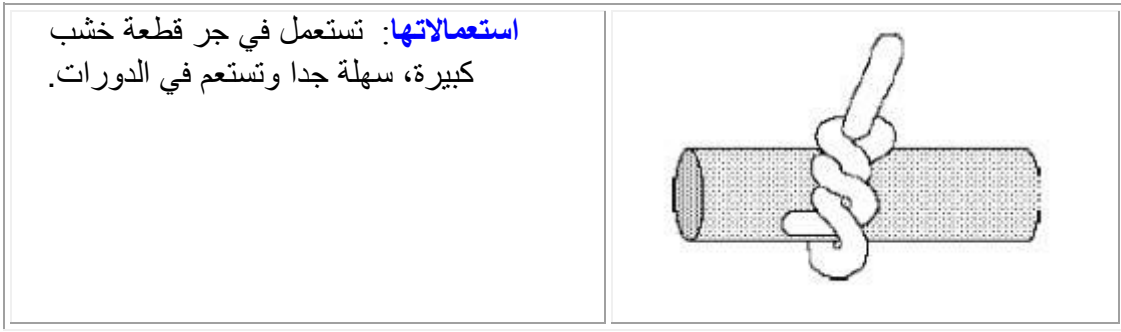 استعمالاتها: تستعمل في جر قطعة خشب
كبيرة، سهلة جدا وتستعم في الدورات.